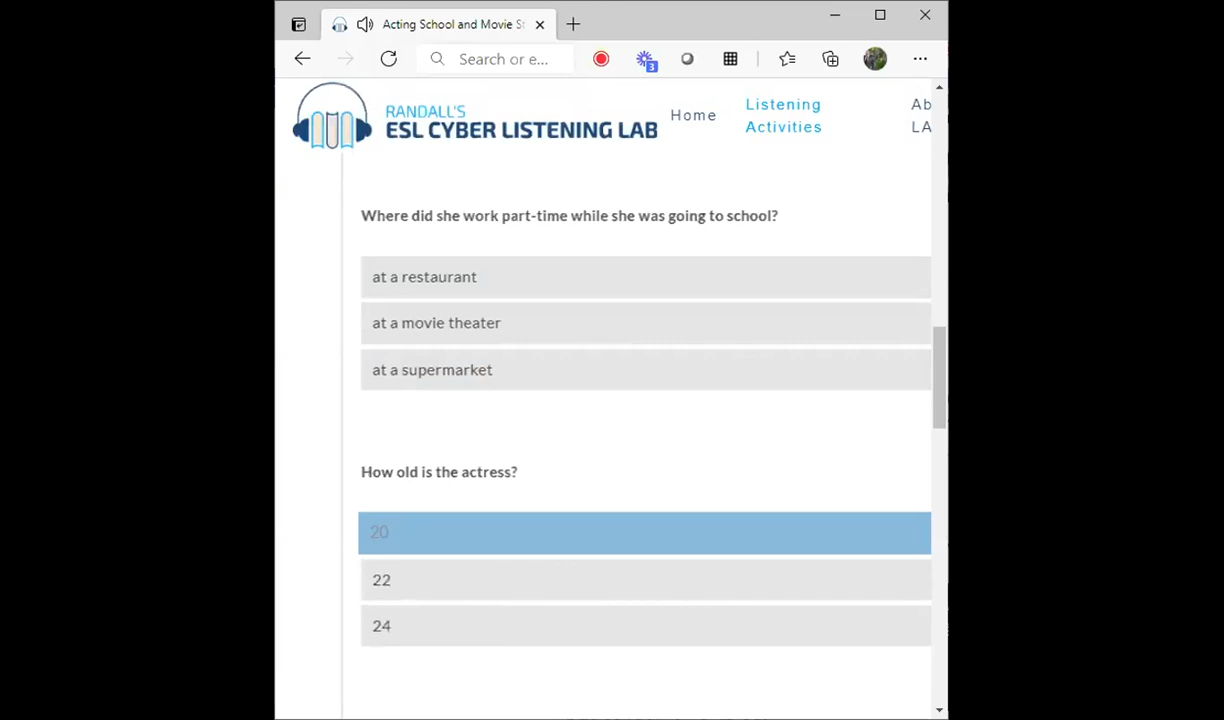 Acting School and Movie St
Search or e...
3
RANDALL'S
ESL CYBER LISTENING LAB
Home
Listening
Activities
Ab
LA
Where did she work part-time while she was going to school?
at a restaurant
at a movie theater
at a supermarket
How old is the actress?
20
22
24